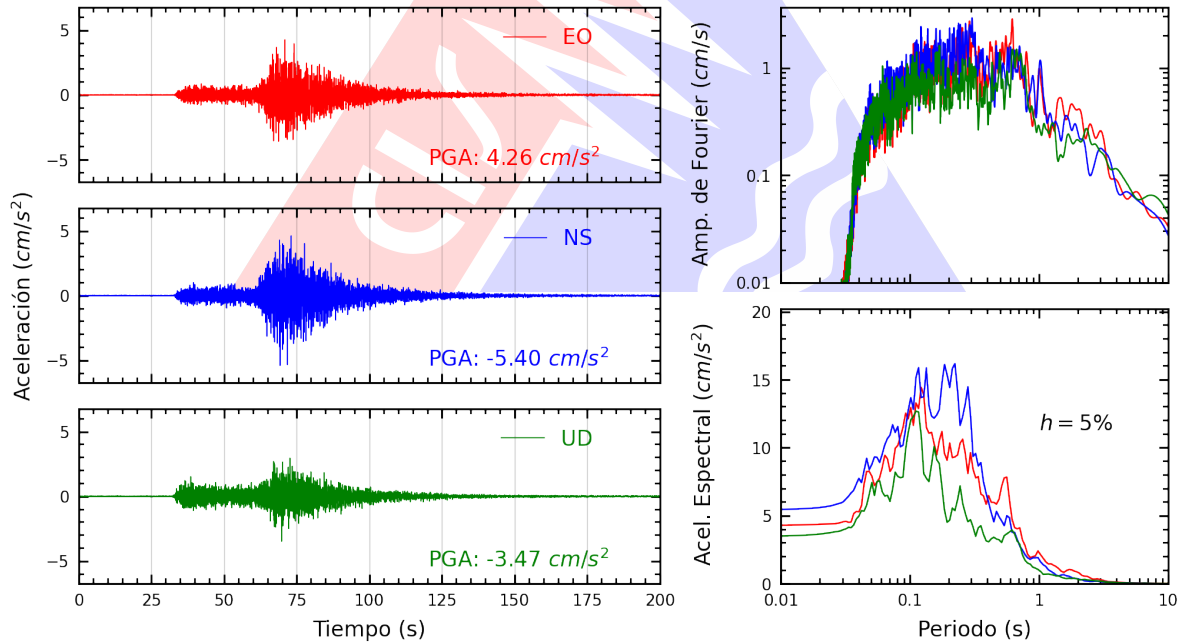 Aceleración (cm/s²)
5
0
−5
EO
PGA: 4.26 cm/s²
5
0
−5
NS
PGA: -5.40 cm/s²
5
0
−5
UD
PGA: -3.47 cm/s²
0 25 50 75 100 125 150 175 200
Tiempo (s)
Amp. de Fourier (cm/s)
1
0.1
0.01
Acel. Espectral (cm/s²)
20
15
10
5
0
h = 5%
0.01 0.1 1 10
Periodo (s)